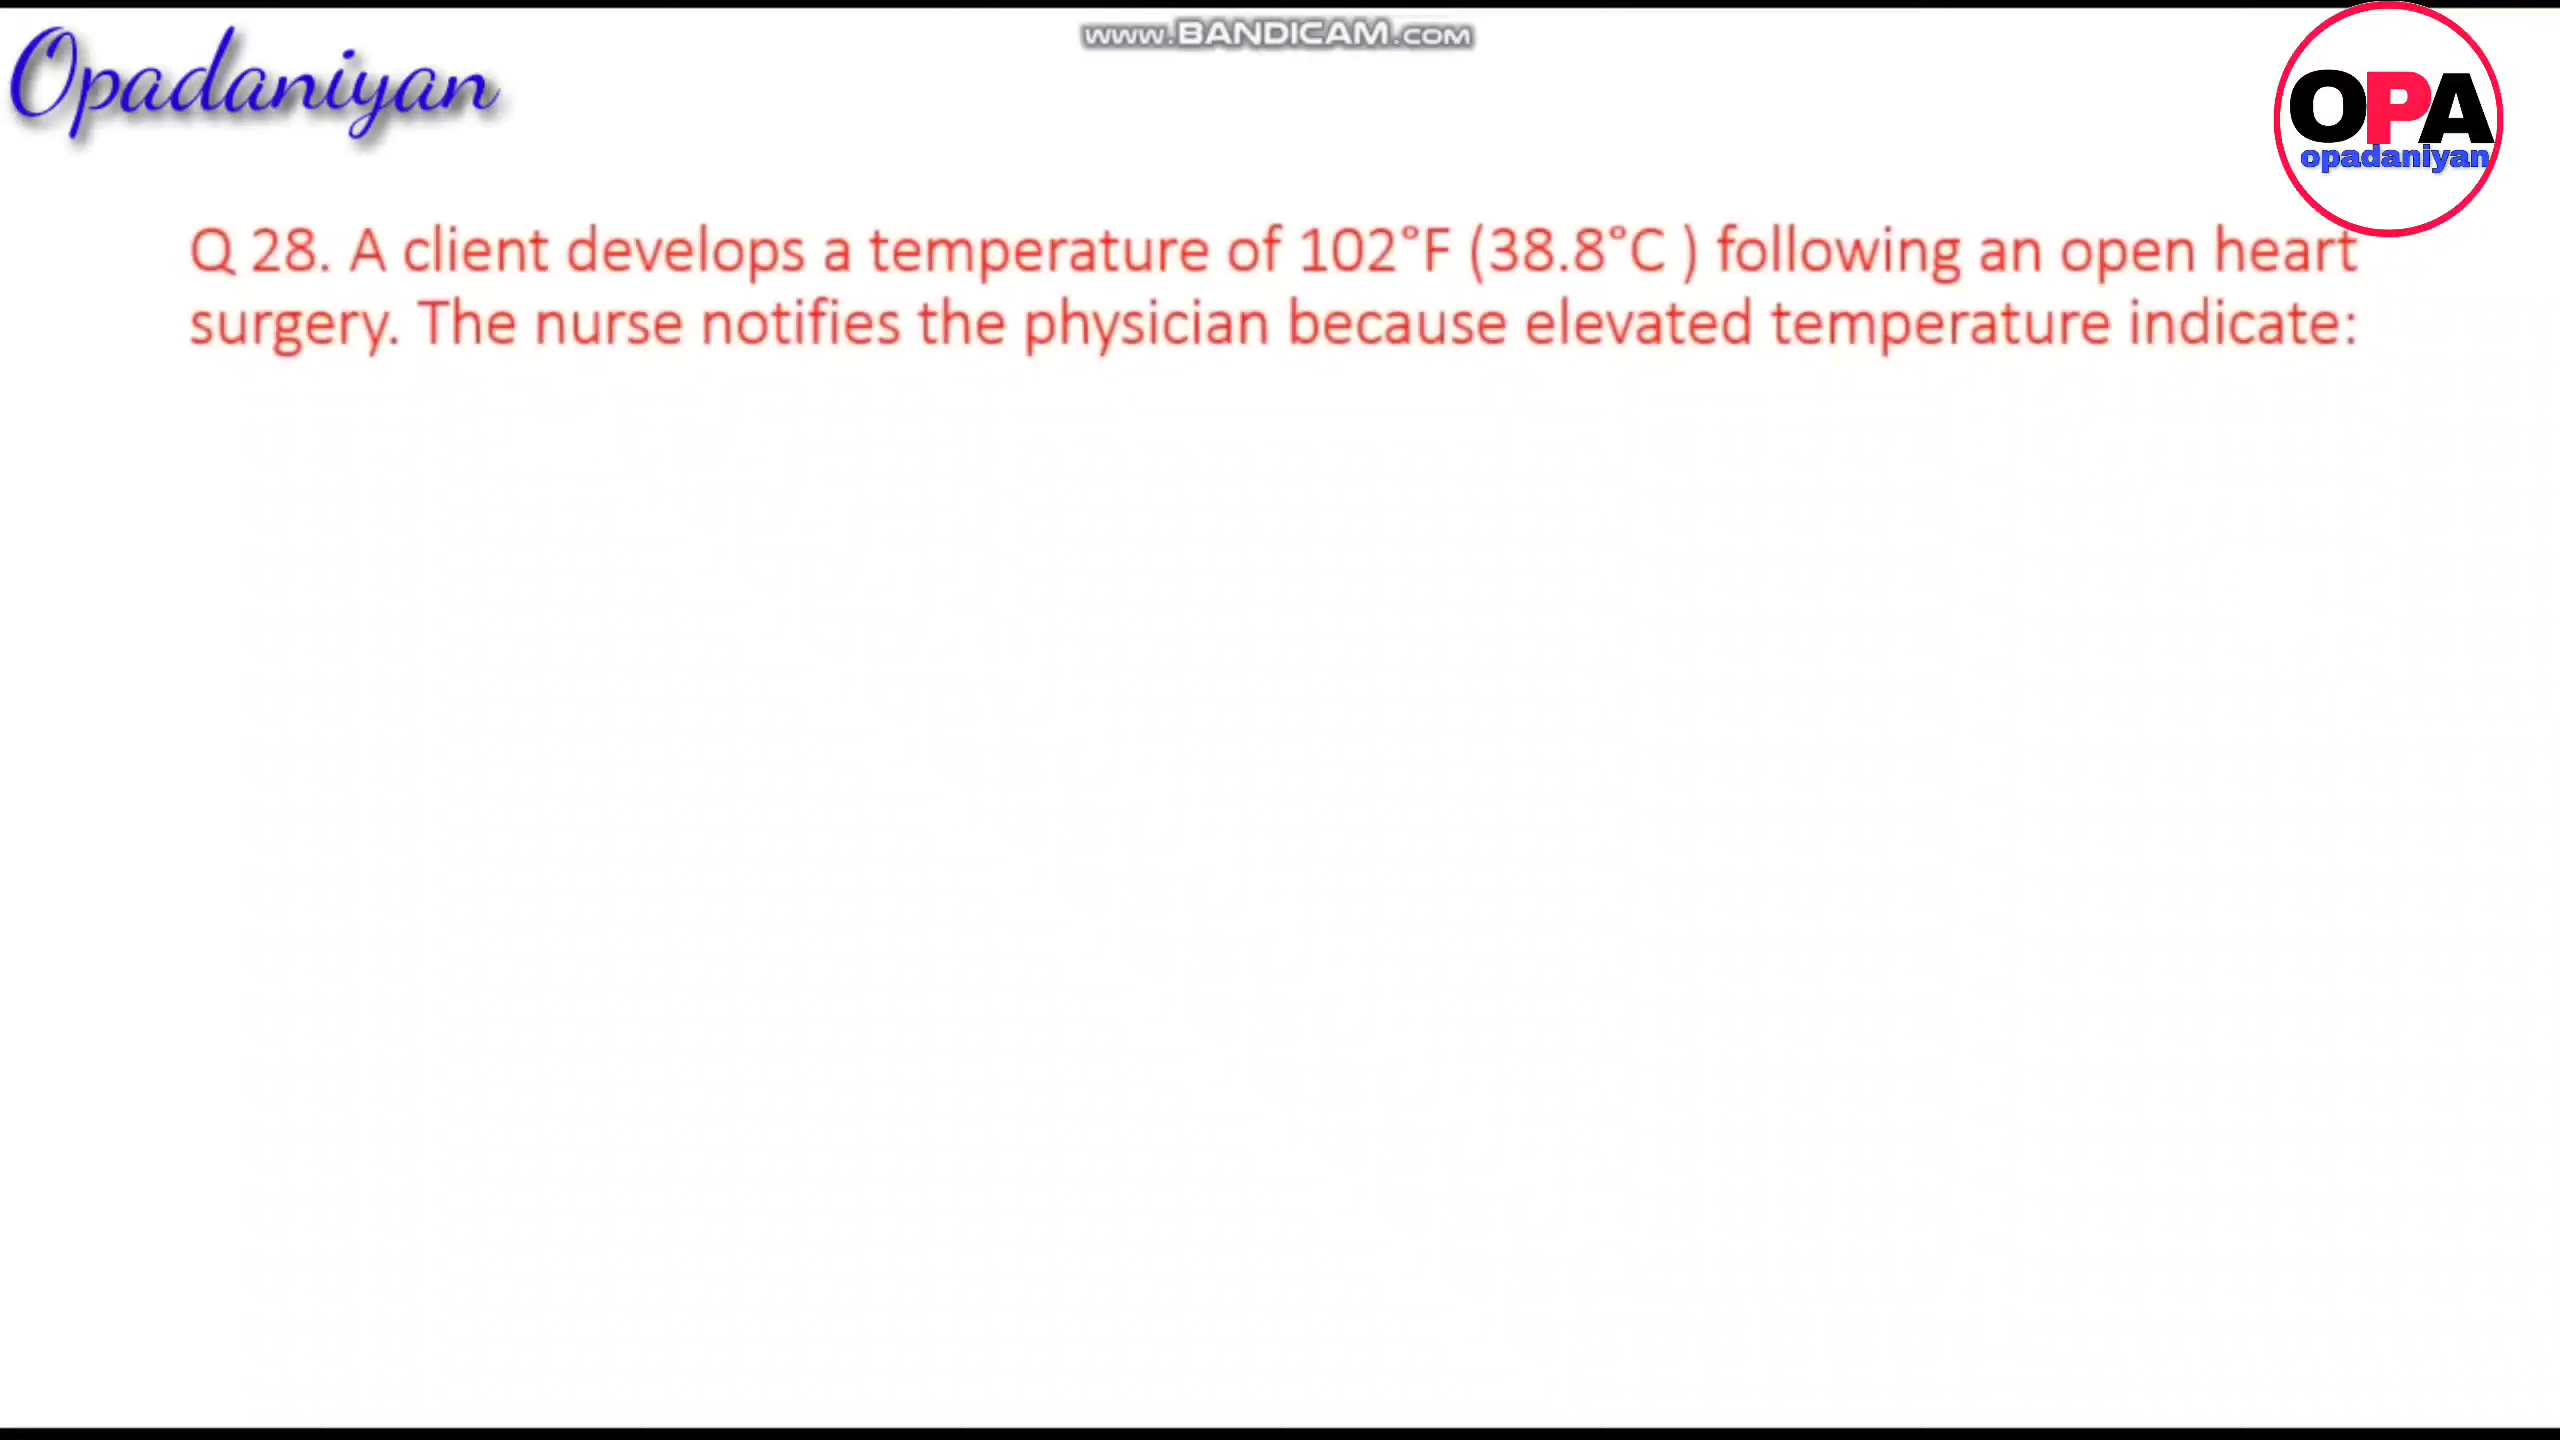 www.BANDICAM.com
Opadaniyan
OPA
opadaniyan
Q 28. A client develops a temperature of 102°F (38.8°C ) following an open heart
surgery. The nurse notifies the physician because elevated temperature indicate: